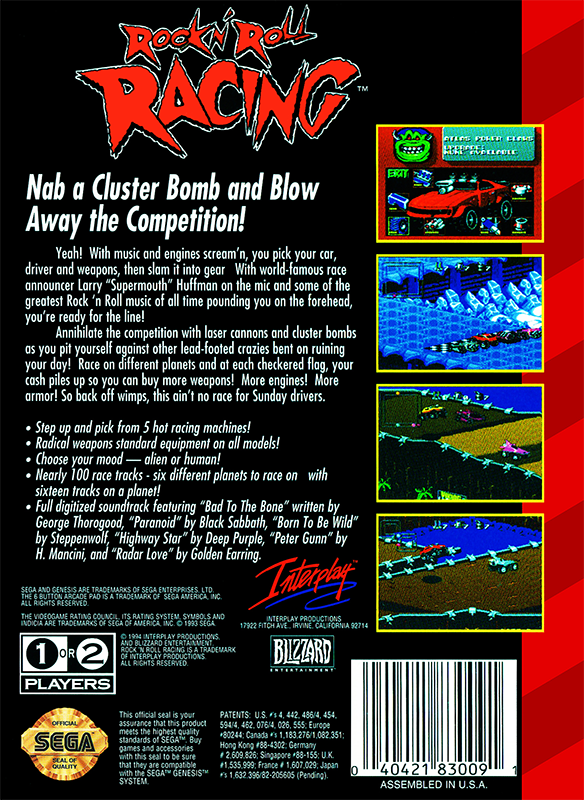 ROCK N' ROLL
RACING™
Nab a Cluster Bomb and Blow
Away the Competition!
Yeah! With music and engines scream'n, you pick your car,
driver and weapons, then slam it into gear With world-famous race
announcer Larry "Supermouth" Huffman on the mic and some of the
greatest Rock 'n Roll music of all time pounding you on the forehead,
you're ready for the line!
Annihilate the competition with laser cannons and cluster bombs
as you pit yourself against other lead-footed crazies bent on ruining
your day! Race on different planets and at each checkered flag, your
cash piles up so you can buy more weapons! More engines! More
armor! So back off wimps, this ain't no race for Sunday drivers.
• Step up and pick from 5 hot racing machines!
• Radical weapons standard equipment on all models!
• Choose your mood — alien or human!
• Nearly 100 race tracks - six different planets to race on with
sixteen tracks on a planet!
• Full digitized soundtrack featuring "Bad To The Bone" written by
George Thorogood, "Paranoid" by Black Sabbath, "Born To Be Wild"
by Steppenwolf, "Highway Star" by Deep Purple, "Peter Gunn" by
H. Mancini, and "Radar Love" by Golden Earring.
ATLAS POWER GEARS
UPGRADE:
NOW AVAILABLE
EXIT
SEGA AND GENESIS ARE TRADEMARKS OF SEGA ENTERPRISES. LTD.
THE 6 BUTTON ARCADE PAD IS A TRADEMARK OF SEGA AMERICA, INC.
ALL RIGHTS RESERVED.
THE VIDEOGAME RATING COUNCIL, ITS RATING SYSTEM, SYMBOLS AND
INDICIA ARE TRADEMARKS OF SEGA OF AMERICA, INC. © 1993 SEGA.
Interplay™
INTERPLAY PRODUCTIONS
17922 FITCH AVE., IRVINE, CALIFORNIA 92714
1 OR 2
PLAYERS
© 1994 INTERPLAY PRODUCTIONS,
AND BLIZZARD ENTERTAINMENT.
ROCK 'N ROLL RACING IS A TRADEMARK
OF INTERPLAY PRODUCTIONS.
ALL RIGHTS RESERVED.
BLIZZARD
ENTERTAINMENT
OFFICIAL
SEGA
SEAL OF
QUALITY
This official seal is your
assurance that this product
meets the highest quality
standards of SEGA™. Buy
games and accessories
with this seal to be sure
that they are compatible
with the SEGA™ GENESIS™
SYSTEM.
PATENTS: U.S. #'s 4, 442, 486/4, 454,
594/4, 462, 076/4, 026, 555; Europe
#80244; Canada #'s 1,183,276/1,082,351;
Hong Kong #88-4302; Germany
# 2,609,826; Singapore #88-155; U.K.
#1,535,999; France # 1,607,029; Japan
#'s 1,632,396/82-205605 (Pending).
0 40421 83009 1
ASSEMBLED IN U.S.A.